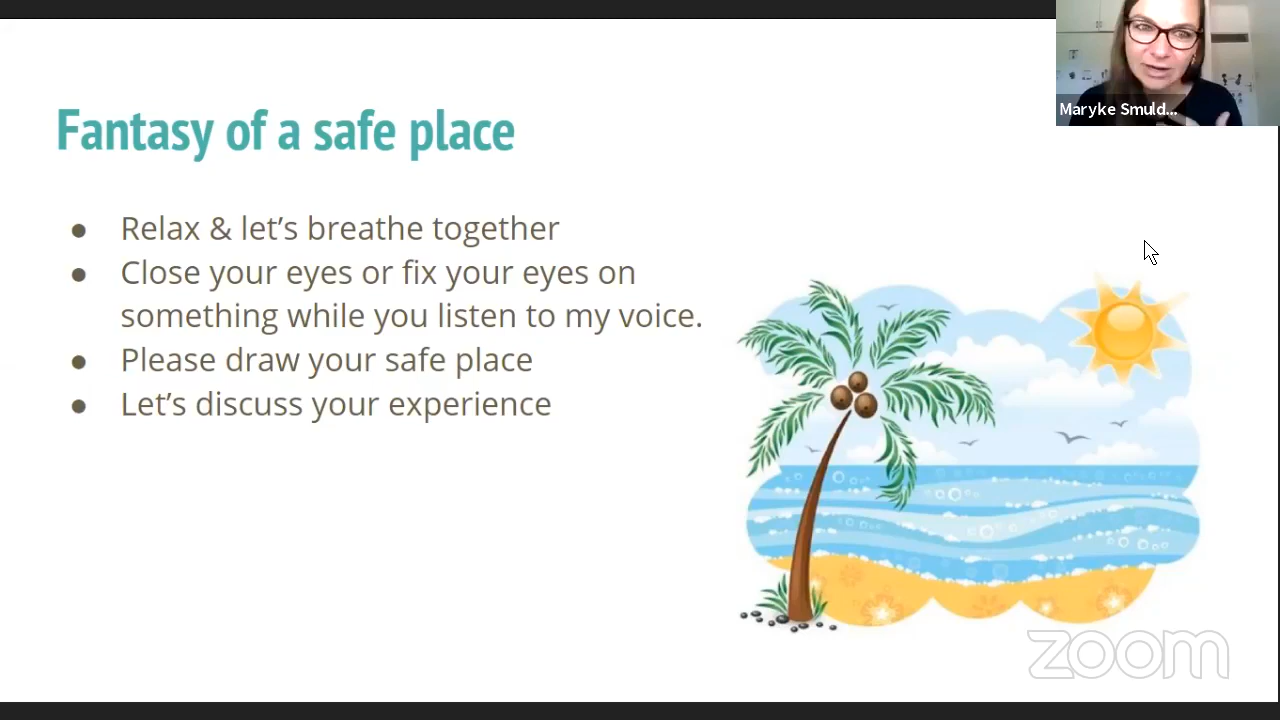 Maryke Smuld...
Fantasy of a safe place
● Relax & let’s breathe together
● Close your eyes or fix your eyes on
something while you listen to my voice.
● Please draw your safe place
● Let’s discuss your experience
zoom